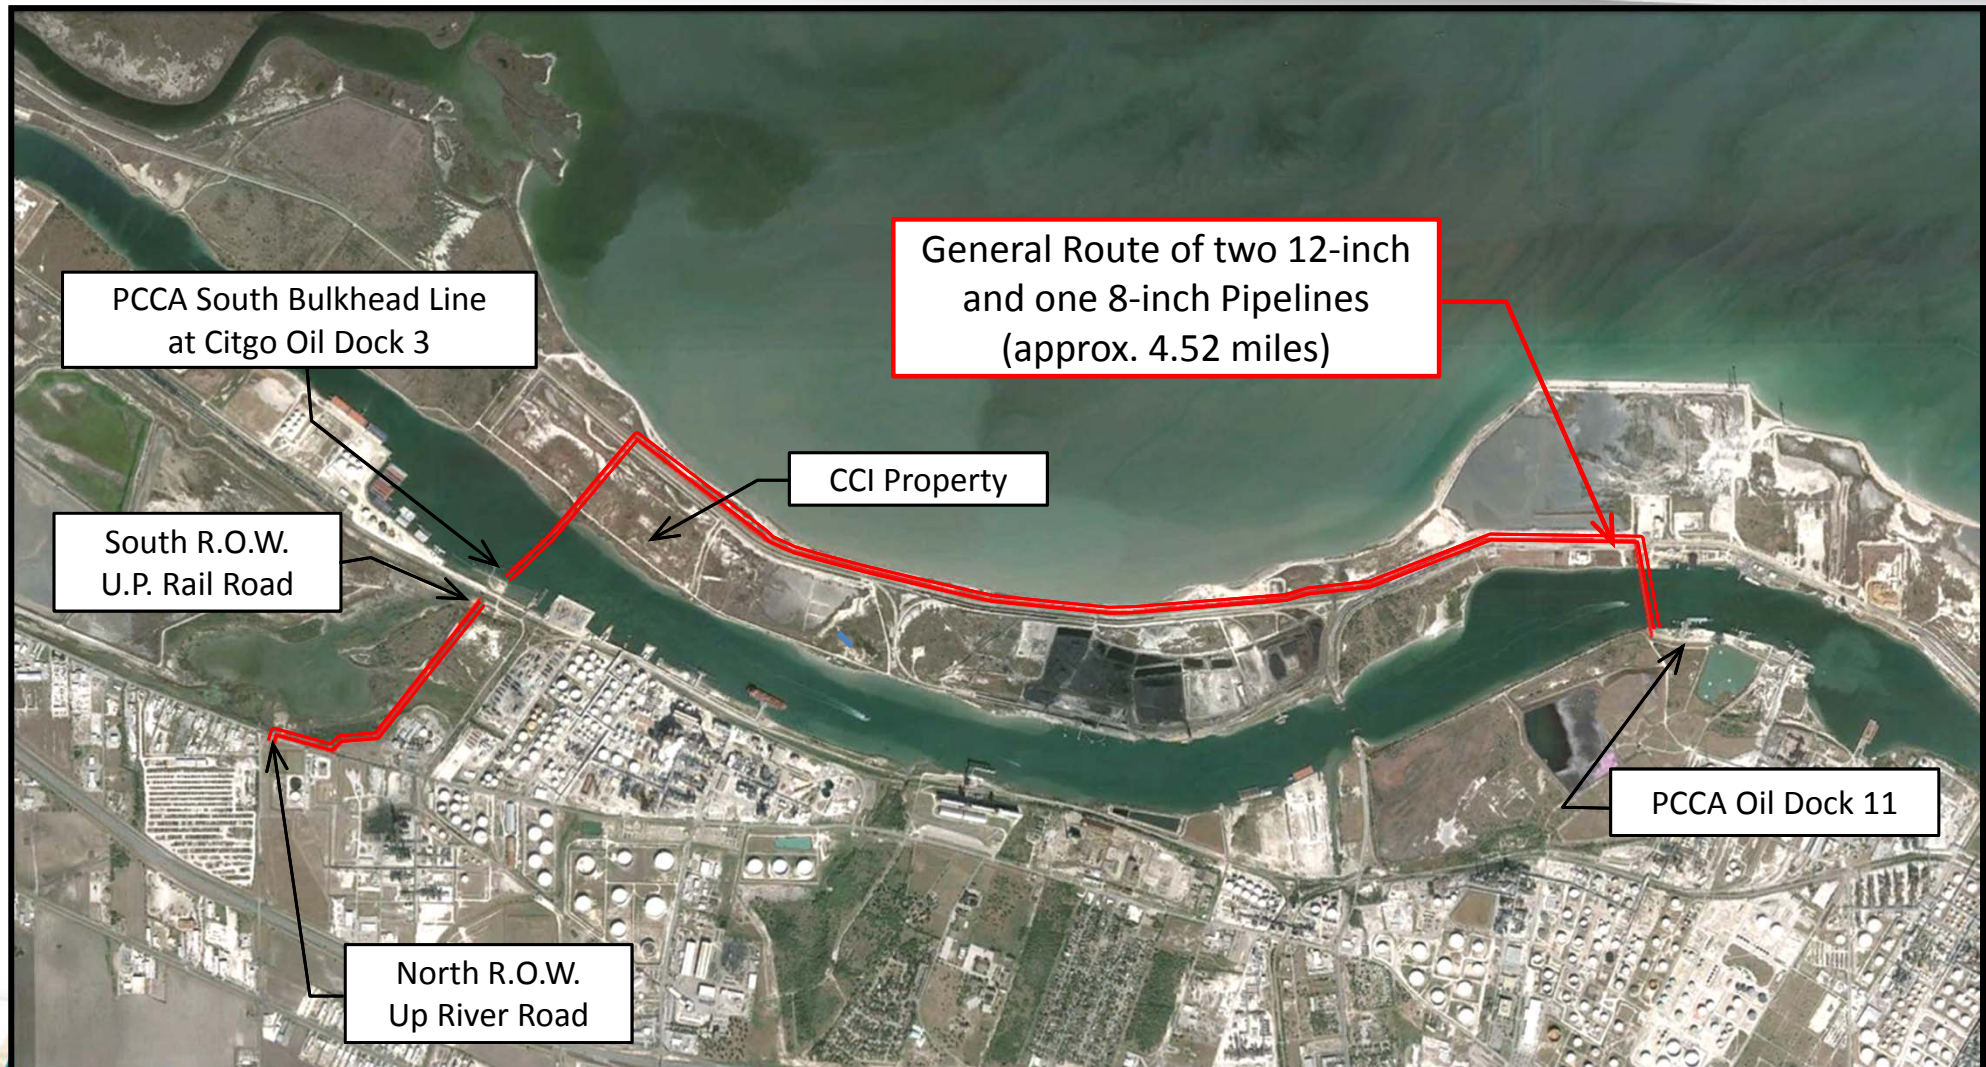 General Route of two 12-inch
and one 8-inch Pipelines
(approx. 4.52 miles)
PCCA South Bulkhead Line
at Citgo Oil Dock 3
CCI Property
South R.O.W.
U.P. Rail Road
PCCA Oil Dock 11
North R.O.W.
Up River Road